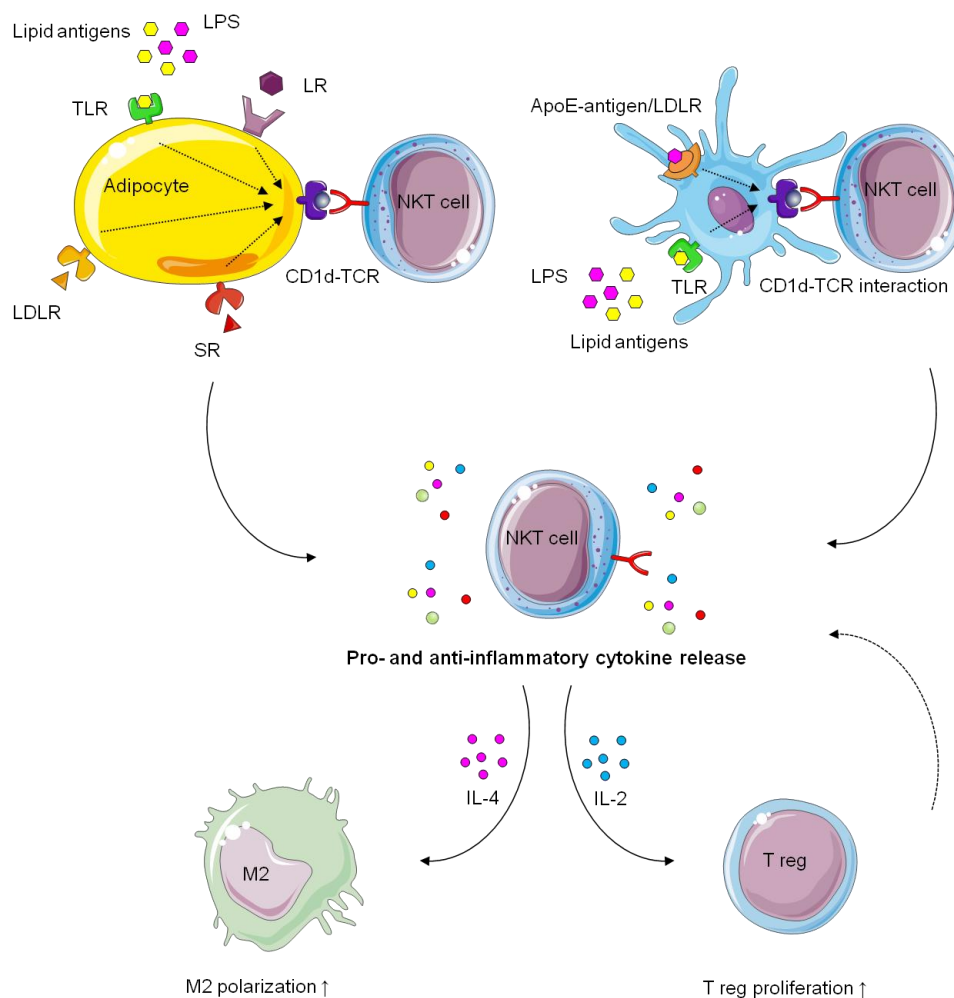 Lipid antigens
LPS
TLR
LR
Adipocyte
NKT cell
LDLR
CD1d-TCR
SR
ApoE-antigen/LDLR
NKT cell
LPS
TLR
CD1d-TCR interaction
Lipid antigens
NKT cell
Pro- and anti-inflammatory cytokine release
IL-4
IL-2
M2
T reg
M2 polarization ↑
T reg proliferation ↑